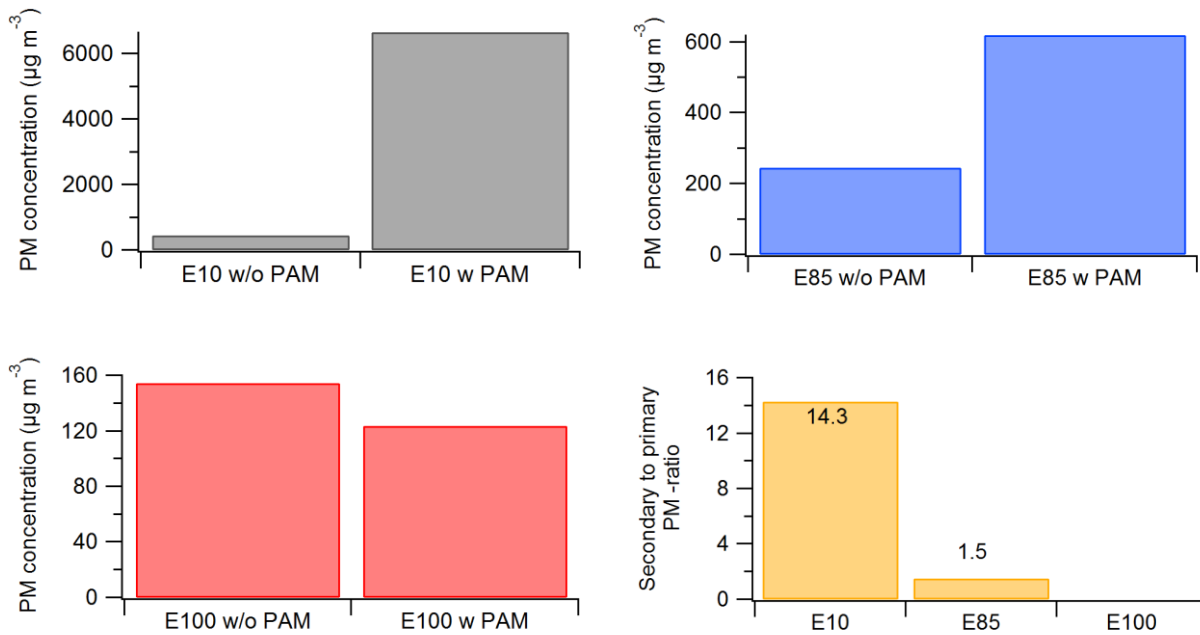 PM concentration (µg m⁻³)
6000
4000
2000
0
E10 w/o PAM
E10 w PAM
PM concentration (µg m⁻³)
600
400
200
0
E85 w/o PAM
E85 w PAM
PM concentration (µg m⁻³)
160
120
80
40
0
E100 w/o PAM
E100 w PAM
Secondary to primary
PM -ratio
16
12
8
4
0
14.3
1.5
E10
E85
E100